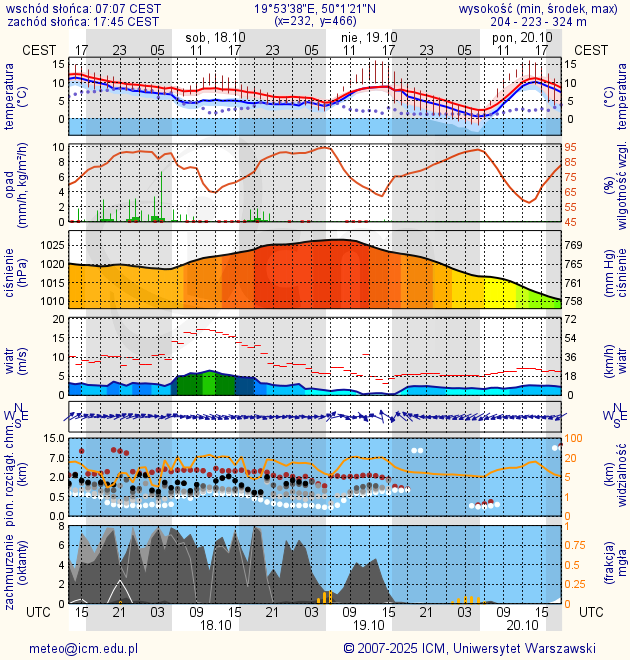 wschód słońca: 07:07 CEST 19°53'38"E, 50°1'21"N wysokość (min, środek, max)
zachód słońca: 17:45 CEST (x=232, y=466) 204 - 223 - 324 m
sob, 18.10 nie, 19.10 pon, 20.10
CEST 17 23 05 11 17 23 05 11 17 23 05 11 17 CEST
temperatura (°C) 15 10 5 0 15 10 5 0 temperatura (°C)
opad (mm/h, kg/m²/h) 10 8 6 4 2 0 95 85 75 65 55 45 (%) wilgotność wzgl.
ciśnienie (hPa) 1025 1020 1015 1010 769 765 761 758 (mm Hg) ciśnienie
wiatr (m/s) 20 15 10 5 0 72 54 36 18 0 (km/h) wiatr
N W E S N W E S
pion. rozciągł. chm. (km) 15.0 7.0 2.0 0.5 0.0 100 20 5 1 0 (km) widzialność
zachmurzenie (oktanty) 8 6 4 2 0 1 0.75 0.5 0.25 0 (frakcja) mgła
UTC 15 21 03 09 15 21 03 09 15 21 03 09 15 UTC
18.10 19.10 20.10
meteo@icm.edu.pl © 2007-2025 ICM, Uniwersytet Warszawski